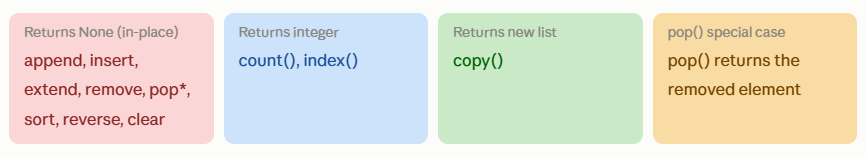 Returns None (in-place)
append, insert,
extend, remove, pop*,
sort, reverse, clear
Returns integer
count(), index()
Returns new list
copy()
pop() special case
pop() returns the
removed element